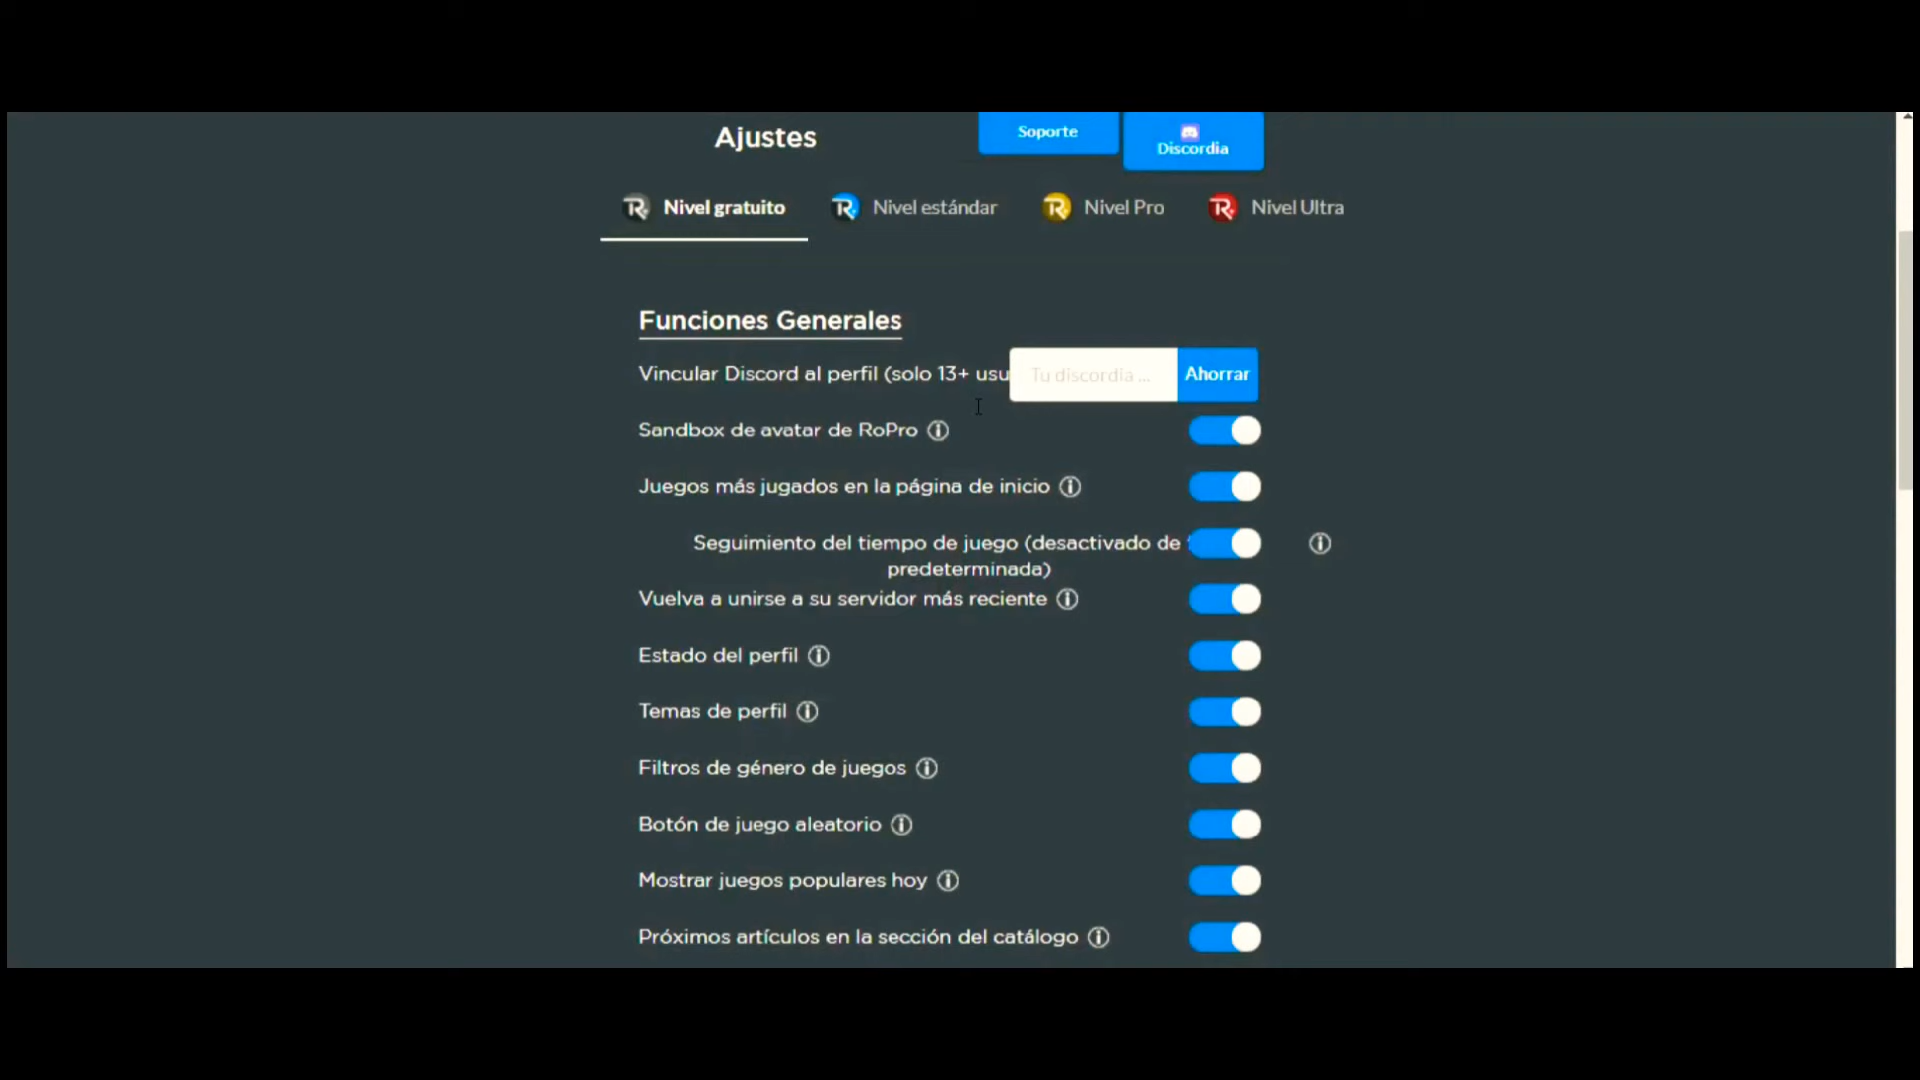 Ajustes
Soporte
Discordia
Nivel gratuito
Nivel estándar
Nivel Pro
Nivel Ultra
Funciones Generales
Vincular Discord al perfil (solo 13+ usu
Tu discordia ...
Ahorrar
Sandbox de avatar de RoPro
Juegos más jugados en la página de inicio
Seguimiento del tiempo de juego (desactivado de
predeterminada)
Vuelva a unirse a su servidor más reciente
Estado del perfil
Temas de perfil
Filtros de género de juegos
Botón de juego aleatorio
Mostrar juegos populares hoy
Próximos artículos en la sección del catálogo